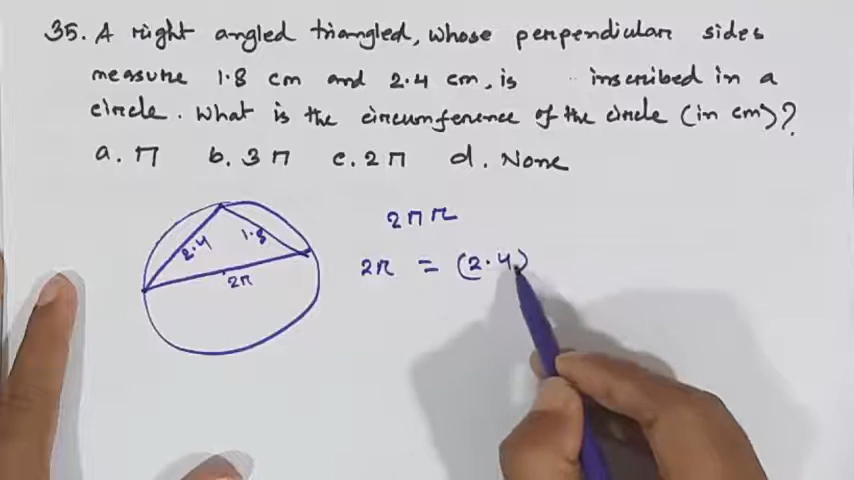 35. A right angled triangled, whose perpendicular sides
measure 1.8 cm and 2.4 cm, is inscribed in a
circle. What is the circumference of the circle (in cm)?
a. π b. 3π c. 2π d. None
2πr
2.4 1.8
2r = (2.4)
2r